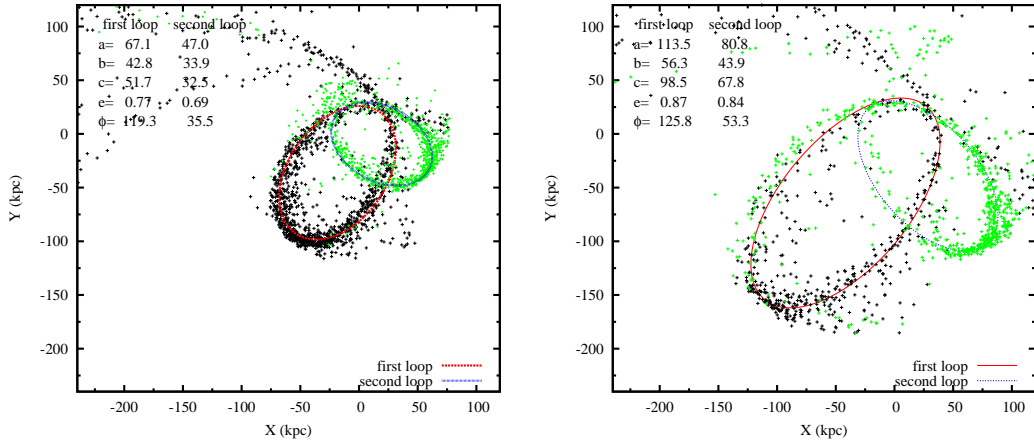 first loop second loop
a= 67.1 47.0
b= 42.8 33.9
c= 51.7 32.5
e= 0.77 0.69
ϕ= 119.3 35.5
100
50
0
-50
-100
-150
-200
Y (kpc)
first loop
second loop
-200 -150 -100 -50 0 50 100
X (kpc)
first loop second loop
a= 113.5 80.8
b= 56.3 43.9
c= 98.5 67.8
e= 0.87 0.84
ϕ= 125.8 53.3
100
50
0
-50
-100
-150
-200
Y (kpc)
first loop
second loop
-200 -150 -100 -50 0 50 100
X (kpc)